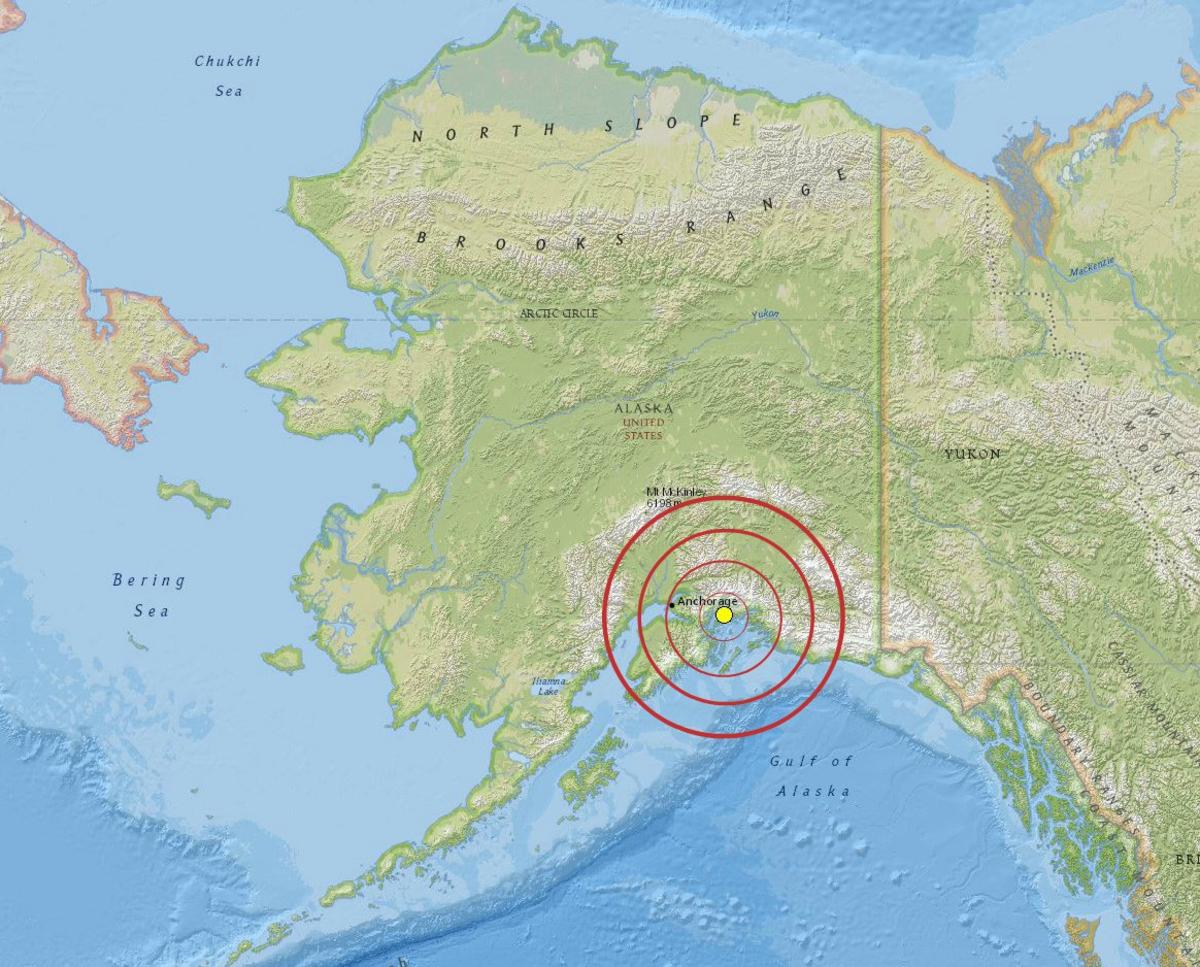 Chukchi
Sea
NORTH SLOPE
BROOKS RANGE
Mackenzie
ARCTIC CIRCLE
Yukon
ALASKA
UNITED
STATES
YUKON
Mt McKinley
6198 m
Bering
Sea
Anchorage
Iliamna
Lake
CASSIAR MOUNTA
BOUNDARY RANGES
Gulf of
Alaska
BRI